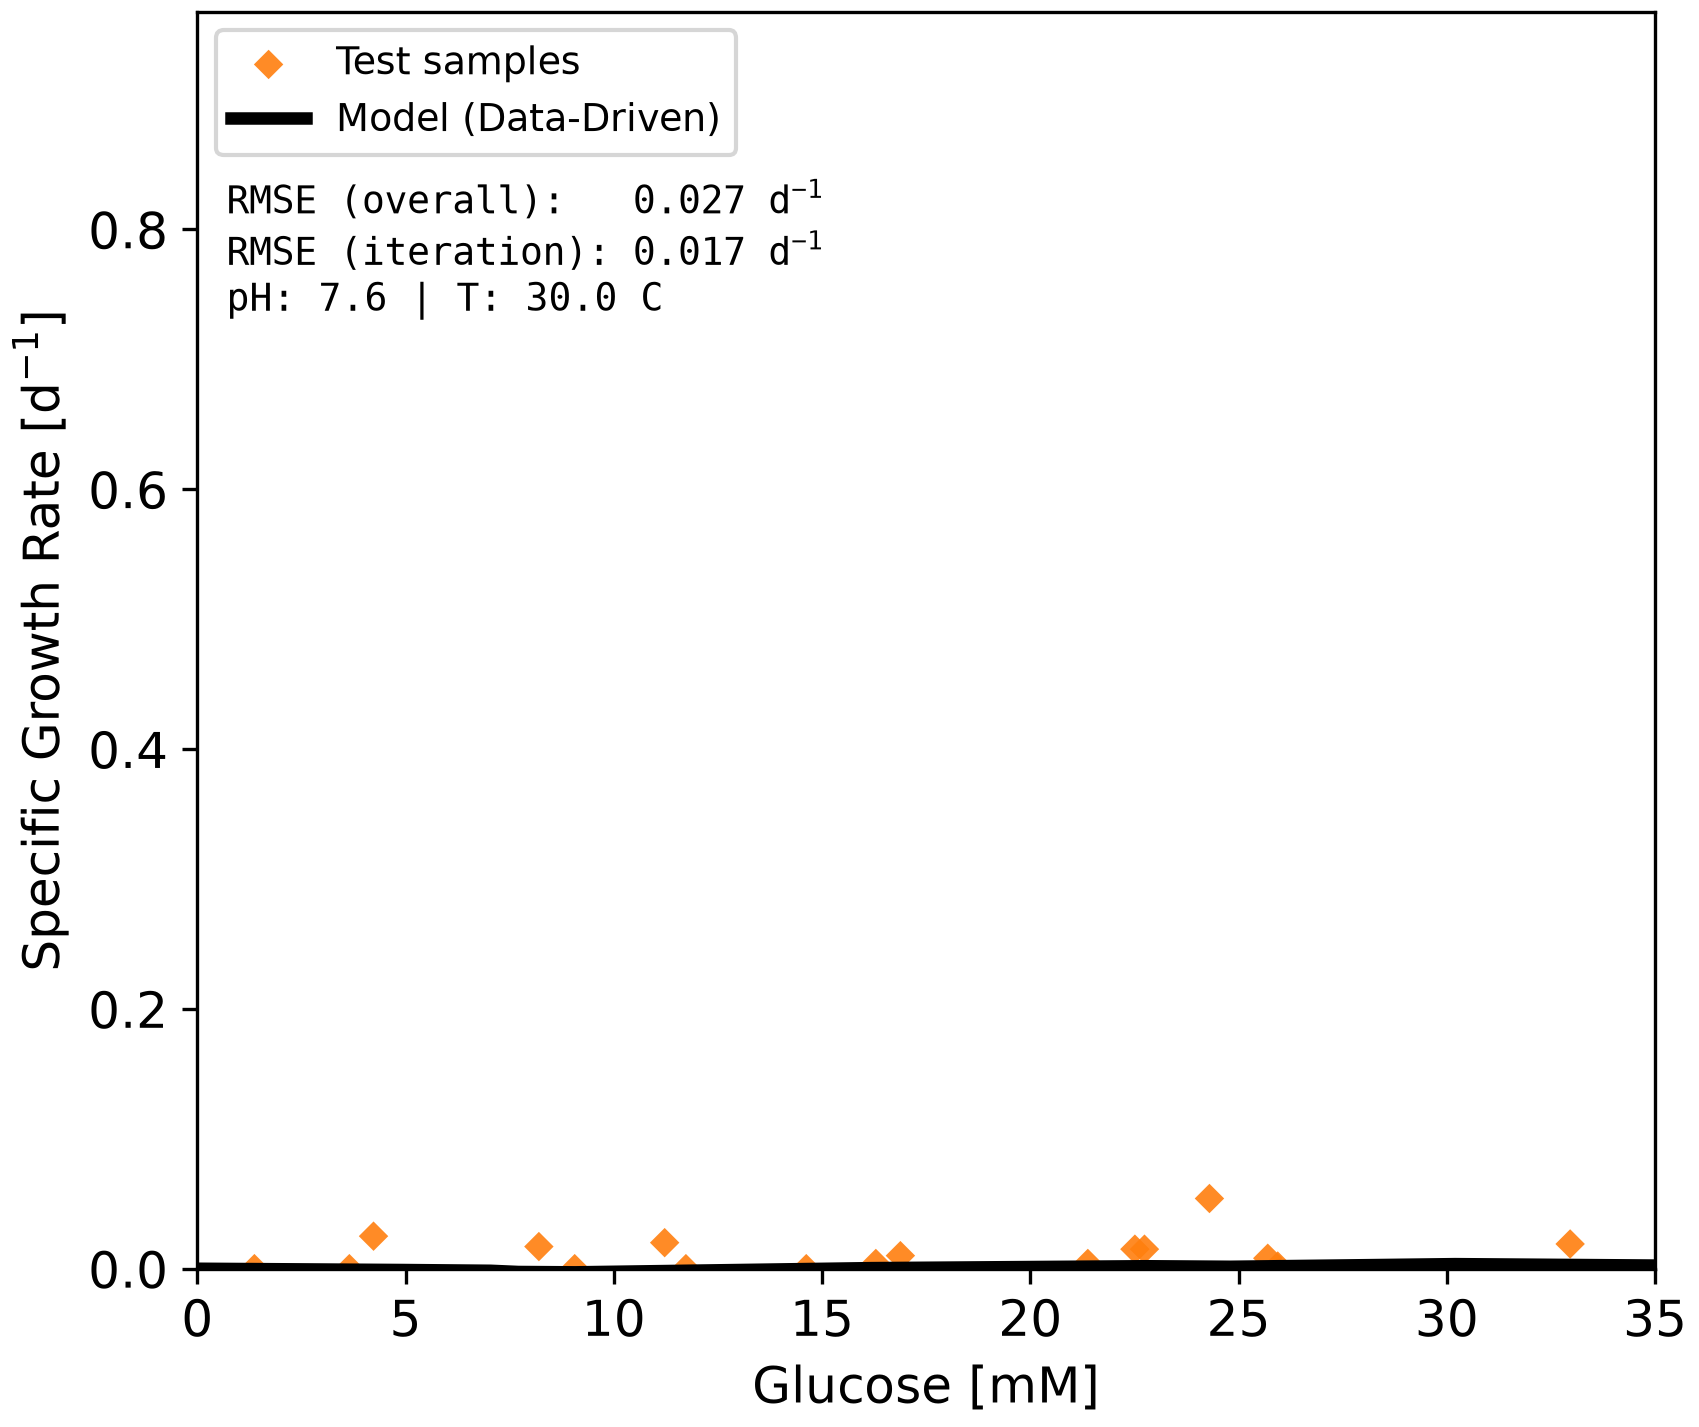 Test samples
Model (Data-Driven)
RMSE (overall): 0.027 d⁻¹
RMSE (iteration): 0.017 d⁻¹
pH: 7.6 | T: 30.0 C
Specific Growth Rate [d⁻¹]
0.8
0.6
0.4
0.2
0.0
0 5 10 15 20 25 30 35
Glucose [mM]